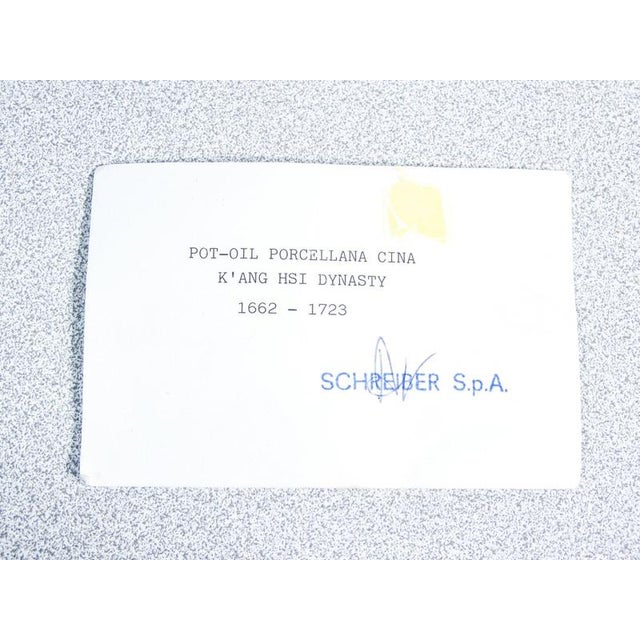 POT-OIL PORCELLANA CINA
K'ANG HSI DYNASTY
1662 - 1723
SCHREIBER S.p.A.